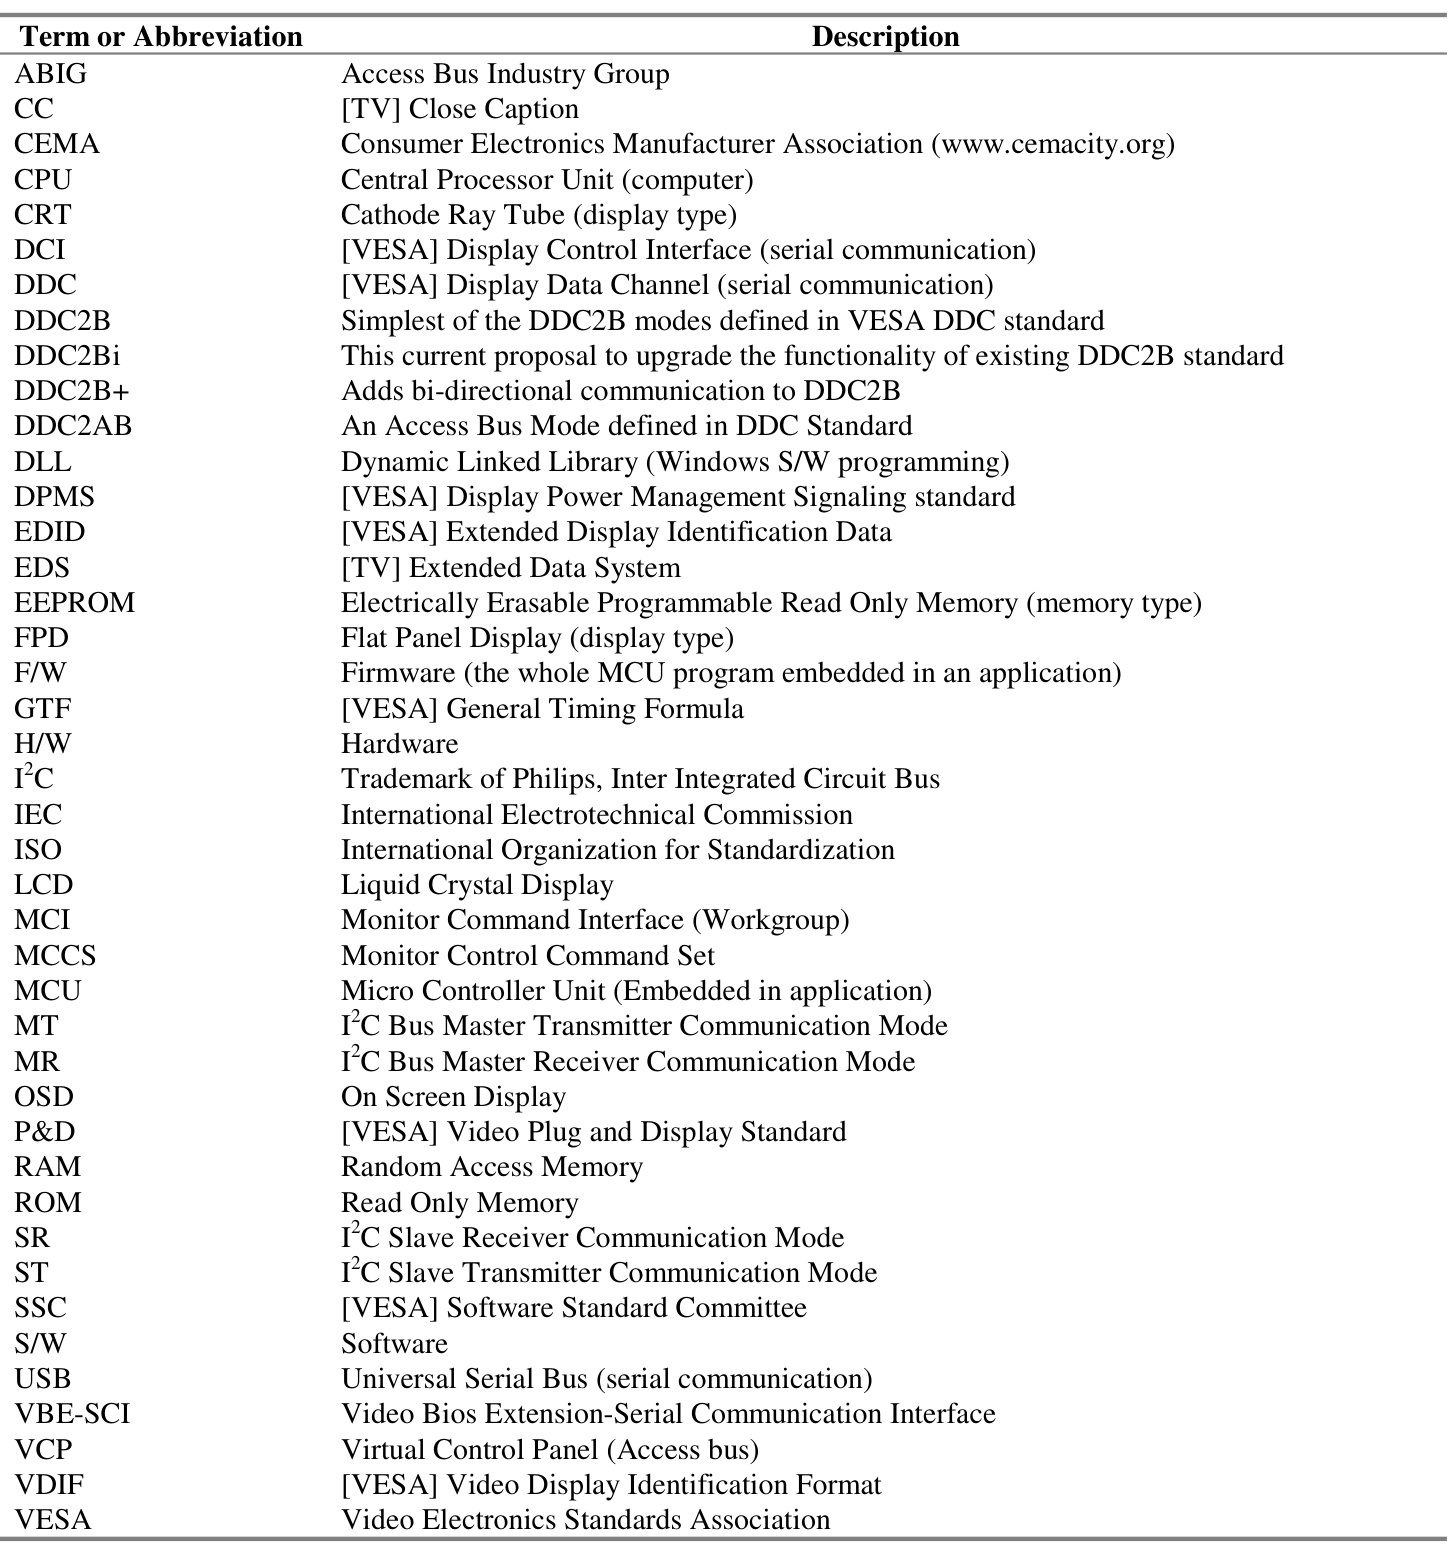 Term or Abbreviation Description
ABIG Access Bus Industry Group
CC [TV] Close Caption
CEMA Consumer Electronics Manufacturer Association (www.cemacity.org)
CPU Central Processor Unit (computer)
CRT Cathode Ray Tube (display type)
DCI [VESA] Display Control Interface (serial communication)
DDC [VESA] Display Data Channel (serial communication)
DDC2B Simplest of the DDC2B modes defined in VESA DDC standard
DDC2Bi This current proposal to upgrade the functionality of existing DDC2B standard
DDC2B+ Adds bi-directional communication to DDC2B
DDC2AB An Access Bus Mode defined in DDC Standard
DLL Dynamic Linked Library (Windows S/W programming)
DPMS [VESA] Display Power Management Signaling standard
EDID [VESA] Extended Display Identification Data
EDS [TV] Extended Data System
EEPROM Electrically Erasable Programmable Read Only Memory (memory type)
FPD Flat Panel Display (display type)
F/W Firmware (the whole MCU program embedded in an application)
GTF [VESA] General Timing Formula
H/W Hardware
I²C Trademark of Philips, Inter Integrated Circuit Bus
IEC International Electrotechnical Commission
ISO International Organization for Standardization
LCD Liquid Crystal Display
MCI Monitor Command Interface (Workgroup)
MCCS Monitor Control Command Set
MCU Micro Controller Unit (Embedded in application)
MT I²C Bus Master Transmitter Communication Mode
MR I²C Bus Master Receiver Communication Mode
OSD On Screen Display
P&D [VESA] Video Plug and Display Standard
RAM Random Access Memory
ROM Read Only Memory
SR I²C Slave Receiver Communication Mode
ST I²C Slave Transmitter Communication Mode
SSC [VESA] Software Standard Committee
S/W Software
USB Universal Serial Bus (serial communication)
VBE-SCI Video Bios Extension-Serial Communication Interface
VCP Virtual Control Panel (Access bus)
VDIF [VESA] Video Display Identification Format
VESA Video Electronics Standards Association